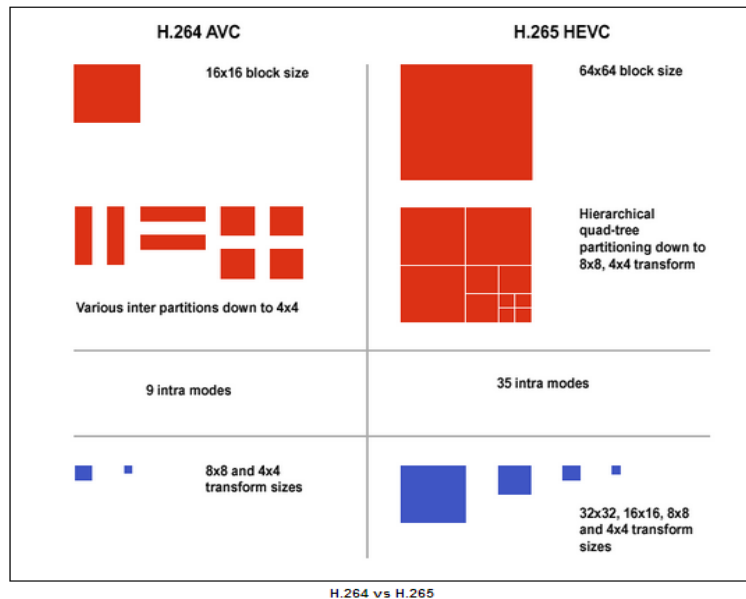 H.264 AVC
H.265 HEVC
16x16 block size
64x64 block size
Hierarchical
quad-tree
partitioning down to
8x8, 4x4 transform
Various inter partitions down to 4x4
9 intra modes
35 intra modes
8x8 and 4x4
transform sizes
32x32, 16x16, 8x8
and 4x4 transform
sizes
H.264 vs H.265